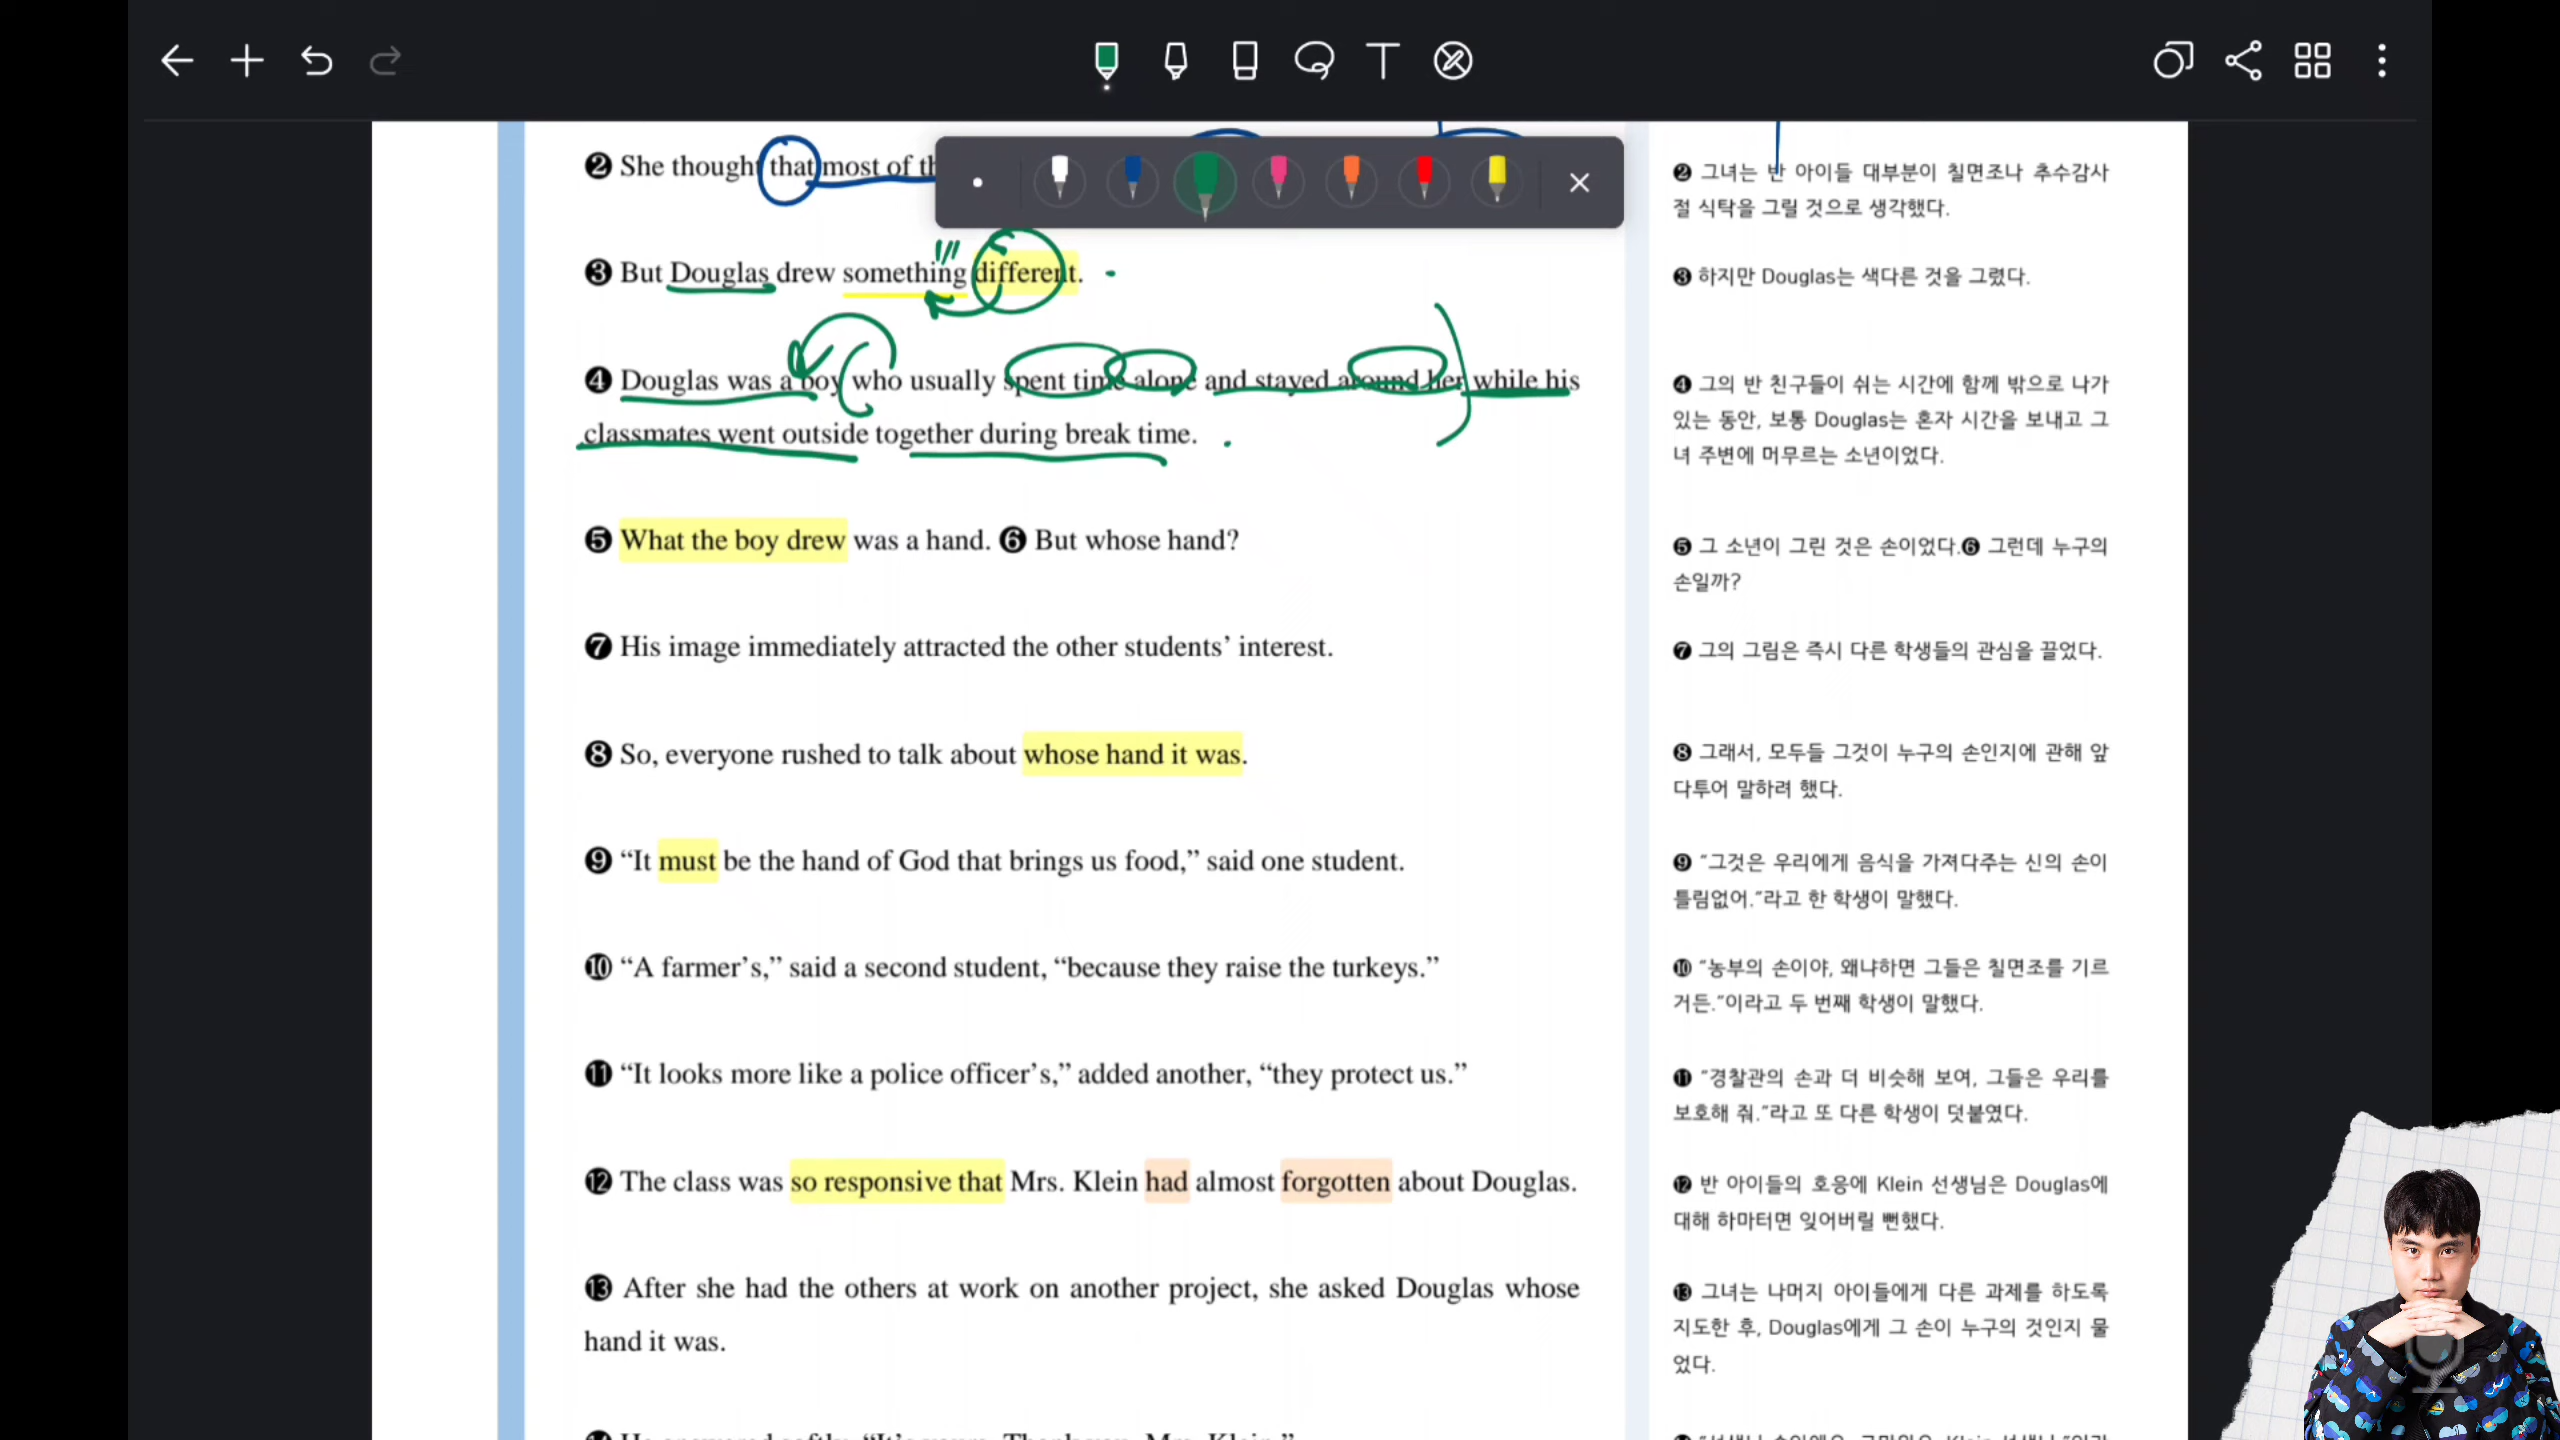 ❷ She thought that most of th
❸ But Douglas drew something different.
❹ Douglas was a boy who usually spent time alone and stayed around her while his
classmates went outside together during break time.
❺ What the boy drew was a hand. ❻ But whose hand?
❼ His image immediately attracted the other students’ interest.
❽ So, everyone rushed to talk about whose hand it was.
❾ “It must be the hand of God that brings us food,” said one student.
❿ “A farmer’s,” said a second student, “because they raise the turkeys.”
⓫ “It looks more like a police officer’s,” added another, “they protect us.”
⓬ The class was so responsive that Mrs. Klein had almost forgotten about Douglas.
⓭ After she had the others at work on another project, she asked Douglas whose
hand it was.
❷ 그녀는 반 아이들 대부분이 칠면조나 추수감사
절 식탁을 그릴 것으로 생각했다.
❸ 하지만 Douglas는 색다른 것을 그렸다.
❹ 그의 반 친구들이 쉬는 시간에 함께 밖으로 나가
있는 동안, 보통 Douglas는 혼자 시간을 보내고 그
녀 주변에 머무르는 소년이었다.
❺ 그 소년이 그린 것은 손이었다.❻ 그런데 누구의
손일까?
❼ 그의 그림은 즉시 다른 학생들의 관심을 끌었다.
❽ 그래서, 모두들 그것이 누구의 손인지에 관해 앞
다투어 말하려 했다.
❾ “그것은 우리에게 음식을 가져다주는 신의 손이
틀림없어.”라고 한 학생이 말했다.
❿ “농부의 손이야, 왜냐하면 그들은 칠면조를 기르
거든.”이라고 두 번째 학생이 말했다.
⓫ “경찰관의 손과 더 비슷해 보여, 그들은 우리를
보호해 줘.”라고 또 다른 학생이 덧붙였다.
⓬ 반 아이들의 호응에 Klein 선생님은 Douglas에
대해 하마터면 잊어버릴 뻔했다.
⓭ 그녀는 나머지 아이들에게 다른 과제를 하도록
지도한 후, Douglas에게 그 손이 누구의 것인지 물
었다.